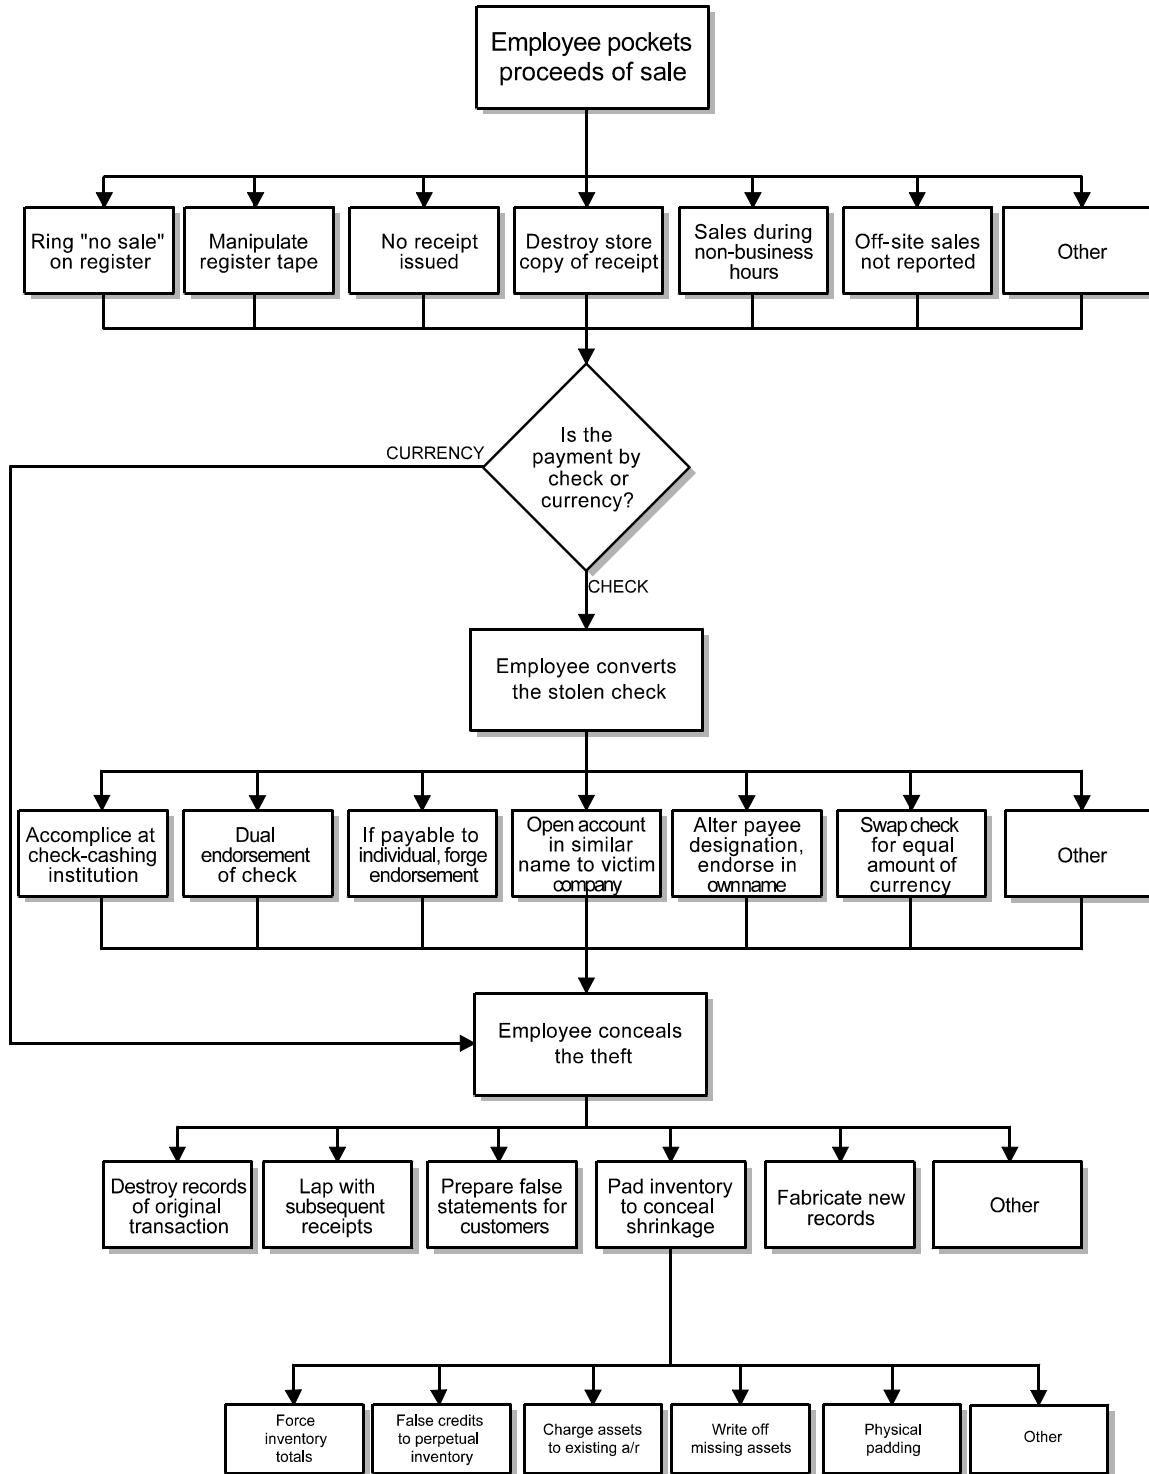 Employee pockets
proceeds of sale
Ring "no sale"
on register
Manipulate
register tape
No receipt
issued
Destroy store
copy of receipt
Sales during
non-business
hours
Off-site sales
not reported
Other
Is the
payment by
check or
currency?
CURRENCY
CHECK
Employee converts
the stolen check
Accomplice at
check-cashing
institution
Dual
endorsement
of check
If payable to
individual, forge
endorsement
Open account
in similar
name to victim
company
Alter payee
designation,
endorse in
ownname
Swap check
for equal
amount of
currency
Other
Employee conceals
the theft
Destroy records
of original
transaction
Lap with
subsequent
receipts
Prepare false
statements for
customers
Pad inventory
to conceal
shrinkage
Fabricate new
records
Other
Force
inventory
totals
False credits
to perpetual
inventory
Charge assets
to existing a/r
Write off
missing assets
Physical
padding
Other